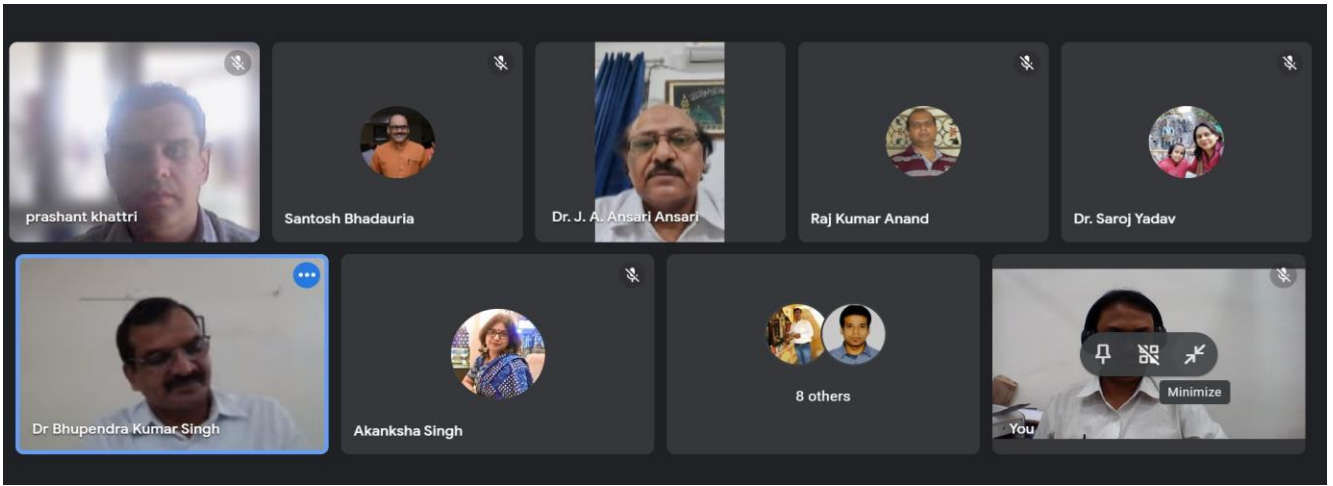 prashant khattri
Santosh Bhadauria
Dr. J. A. Ansari Ansari
Raj Kumar Anand
Dr. Saroj Yadav
Dr Bhupendra Kumar Singh
Akanksha Singh
8 others
Minimize
You